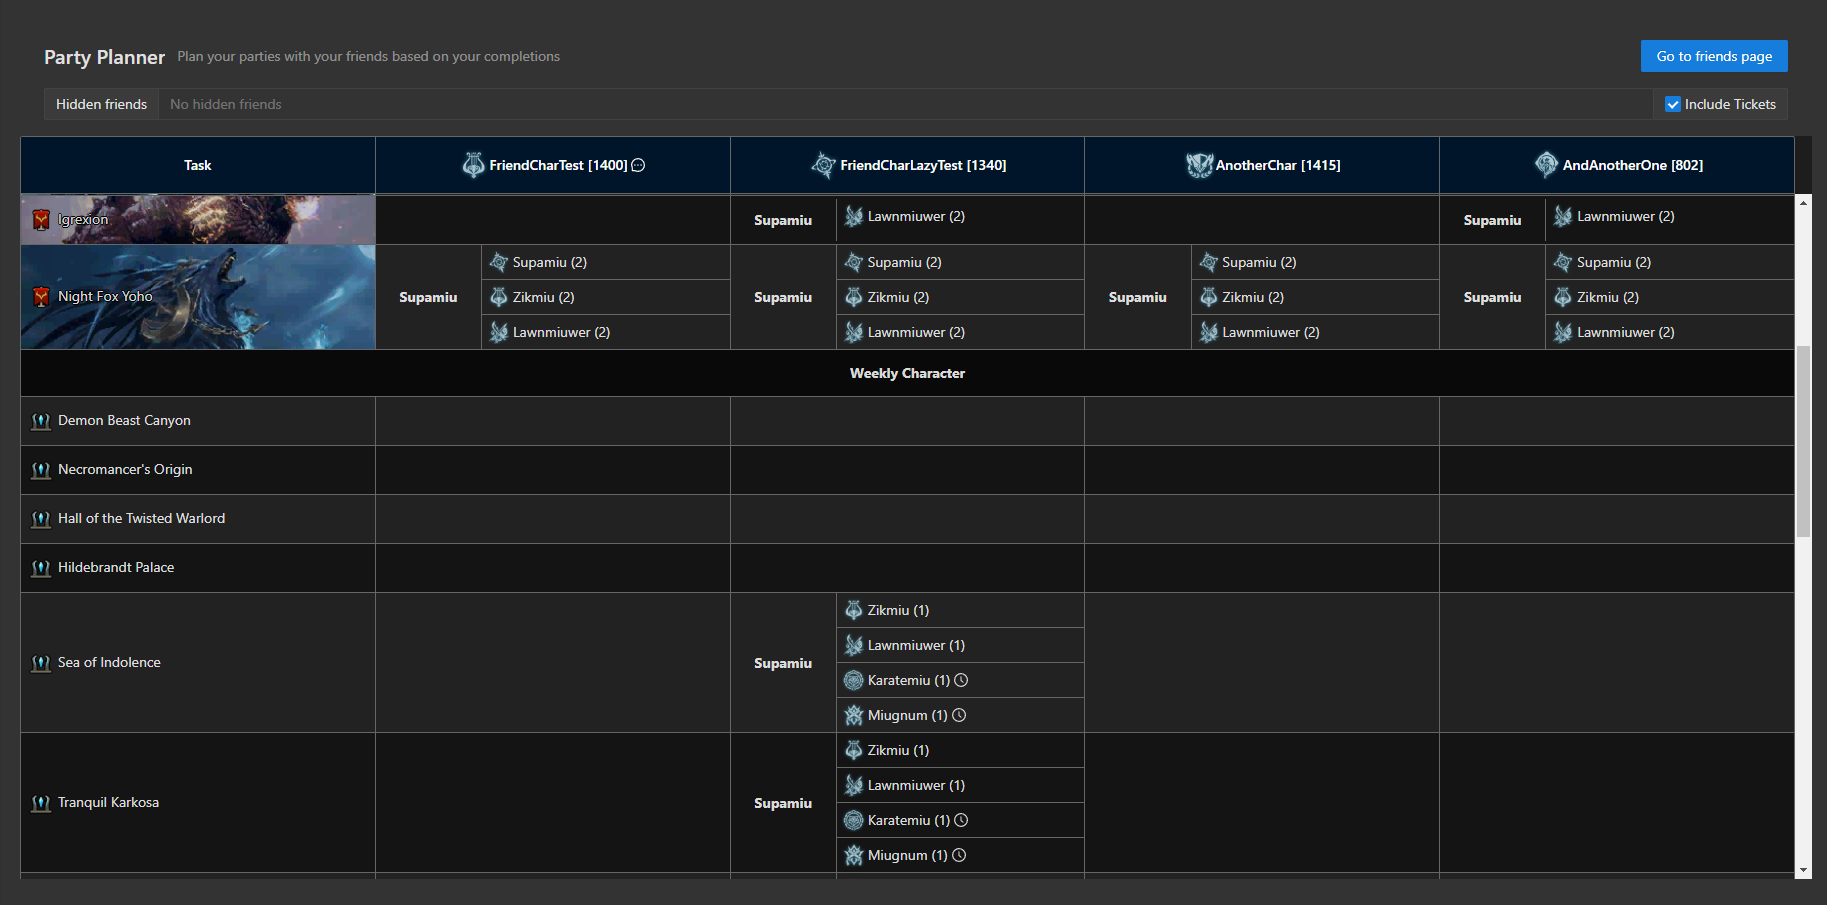 Party Planner Plan your parties with your friends based on your completions Go to friends page
Hidden friends No hidden friends Include Tickets
Task FriendCharTest [1400] FriendCharLazyTest [1340] AnotherChar [1415] AndAnotherOne [802]
Igrexion Supamiu Lawnmiuwer (2) Supamiu Lawnmiuwer (2)
Supamiu (2) Supamiu (2) Supamiu (2) Supamiu (2)
Night Fox Yoho Supamiu Zikmiu (2) Supamiu Zikmiu (2) Supamiu Zikmiu (2) Supamiu Zikmiu (2)
Lawnmiuwer (2) Lawnmiuwer (2) Lawnmiuwer (2) Lawnmiuwer (2)
Weekly Character
Demon Beast Canyon
Necromancer's Origin
Hall of the Twisted Warlord
Hildebrandt Palace
Sea of Indolence Supamiu
Zikmiu (1)
Lawnmiuwer (1)
Karatemiu (1)
Miugnum (1)
Tranquil Karkosa Supamiu
Zikmiu (1)
Lawnmiuwer (1)
Karatemiu (1)
Miugnum (1)